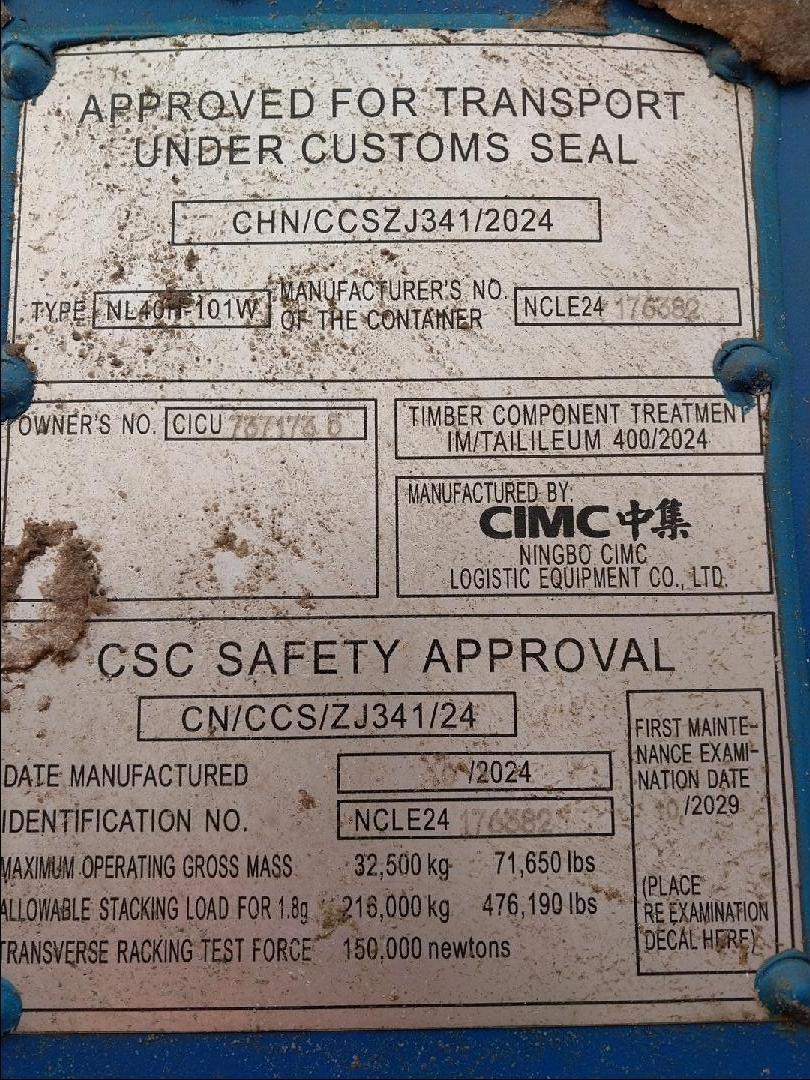 APPROVED FOR TRANSPORT
UNDER CUSTOMS SEAL
CHN/CCSZJ341/2024
TYPE NL40H-101W MANUFACTURER'S NO. OF THE CONTAINER NCLE24 176382
OWNER'S NO. CICU
TIMBER COMPONENT TREATMENT
IM/TAILILEUM 400/2024
MANUFACTURED BY:
CIMC 中集
NINGBO CIMC
LOGISTIC EQUIPMENT CO., LTD.
CSC SAFETY APPROVAL
CN/CCS/ZJ341/24
DATE MANUFACTURED /2024
IDENTIFICATION NO. NCLE24 176382
MAXIMUM OPERATING GROSS MASS 32,500 kg 71,650 lbs
ALLOWABLE STACKING LOAD FOR 1.8g 216,000 kg 476,190 lbs
TRANSVERSE RACKING TEST FORCE 150,000 newtons
FIRST MAINTE-
NANCE EXAMI-
NATION DATE
/2029
(PLACE
RE EXAMINATION
DECAL HERE)